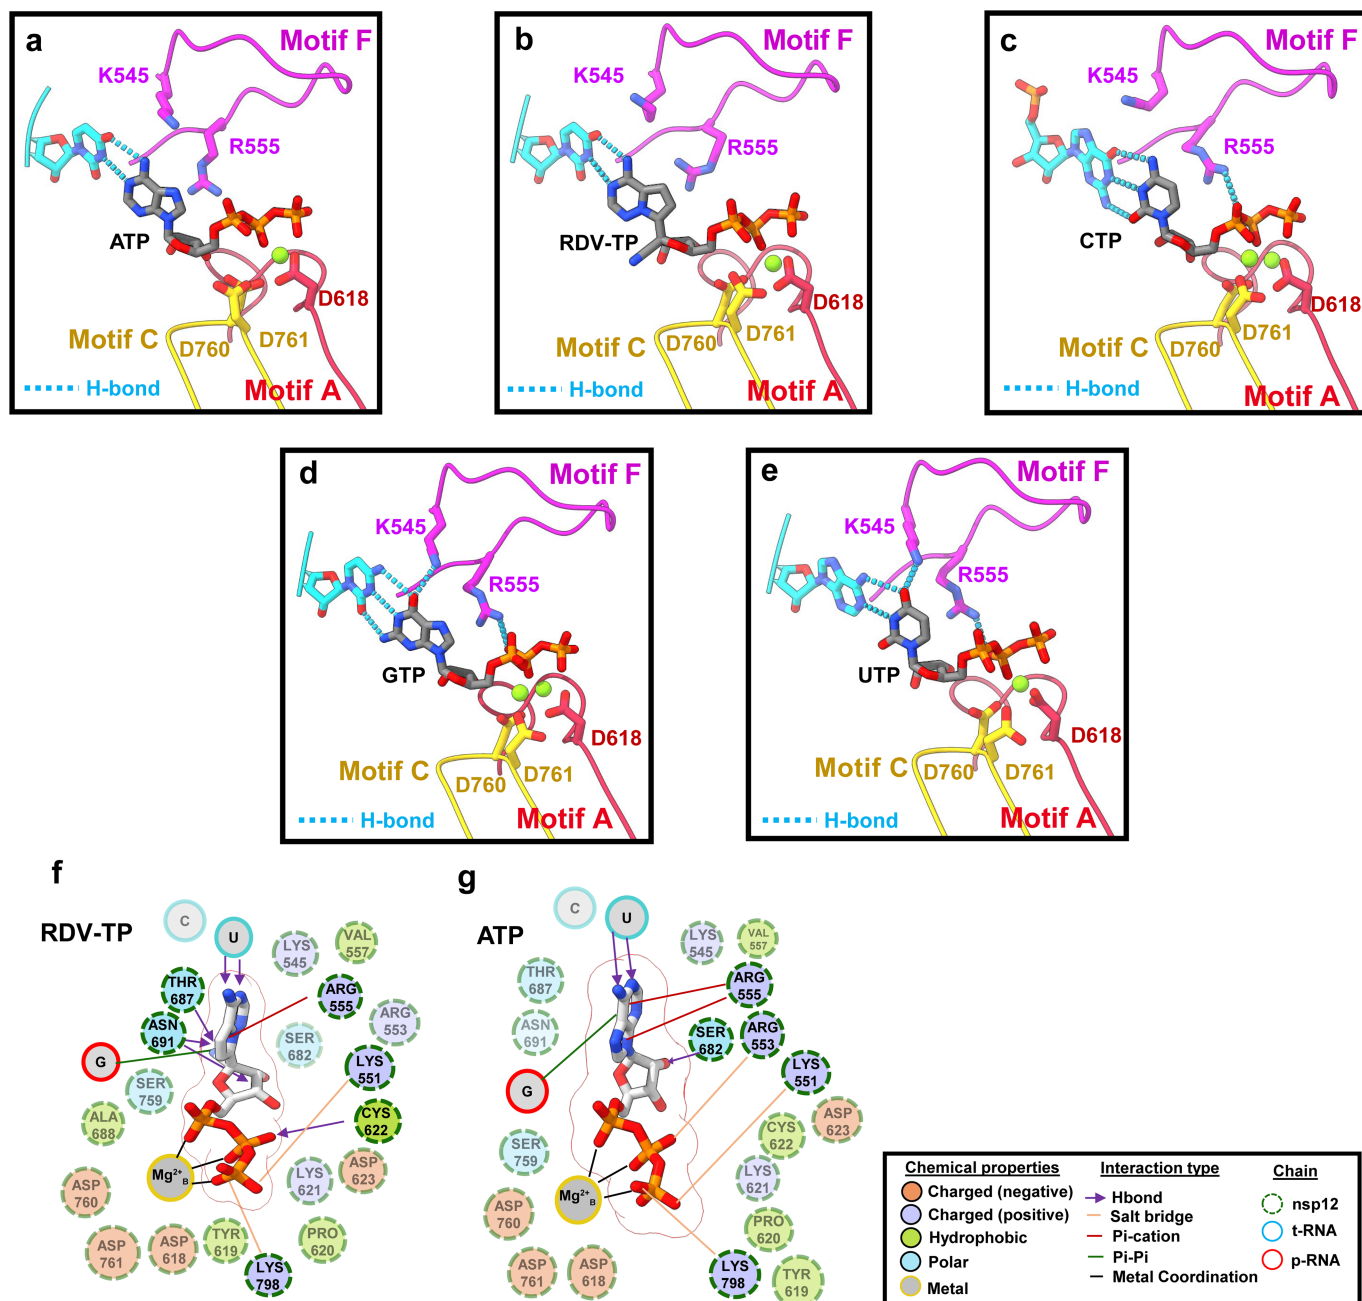 a
Motif F
K545
R555
ATP
D618
Motif C
D760
D761
H-bond
Motif A
b
Motif F
K545
R555
RDV-TP
D618
Motif C
D760
D761
H-bond
Motif A
c
Motif F
K545
R555
CTP
D618
Motif C
D760
D761
H-bond
Motif A
d
Motif F
K545
R555
GTP
D618
Motif C
D760
D761
H-bond
Motif A
e
Motif F
K545
R555
UTP
D618
Motif C
D760
D761
H-bond
Motif A
f
RDV-TP
C
U
LYS
545
VAL
557
THR
687
ARG
555
ASN
691
ARG
553
SER
682
G
LYS
551
SER
759
ALA
688
CYS
622
Mg2+
B
LYS
621
ASP
623
ASP
760
ASP
761
ASP
618
TYR
619
PRO
620
LYS
798
g
ATP
C
U
LYS
545
VAL
557
THR
687
ARG
555
ASN
691
SER
682
ARG
553
G
LYS
551
SER
759
CYS
622
ASP
623
LYS
621
Mg2+
B
ASP
760
PRO
620
ASP
761
ASP
618
LYS
798
TYR
619
Chemical properties
Charged (negative)
Charged (positive)
Hydrophobic
Polar
Metal
Interaction type
Hbond
Salt bridge
Pi-cation
Pi-Pi
Metal Coordination
Chain
nsp12
t-RNA
p-RNA